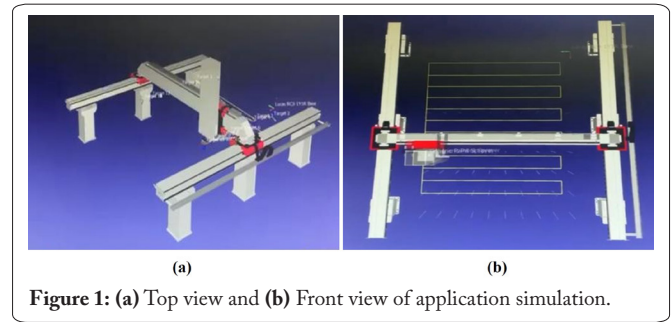 (a)
(b)
Figure 1: (a) Top view and (b) Front view of application simulation.